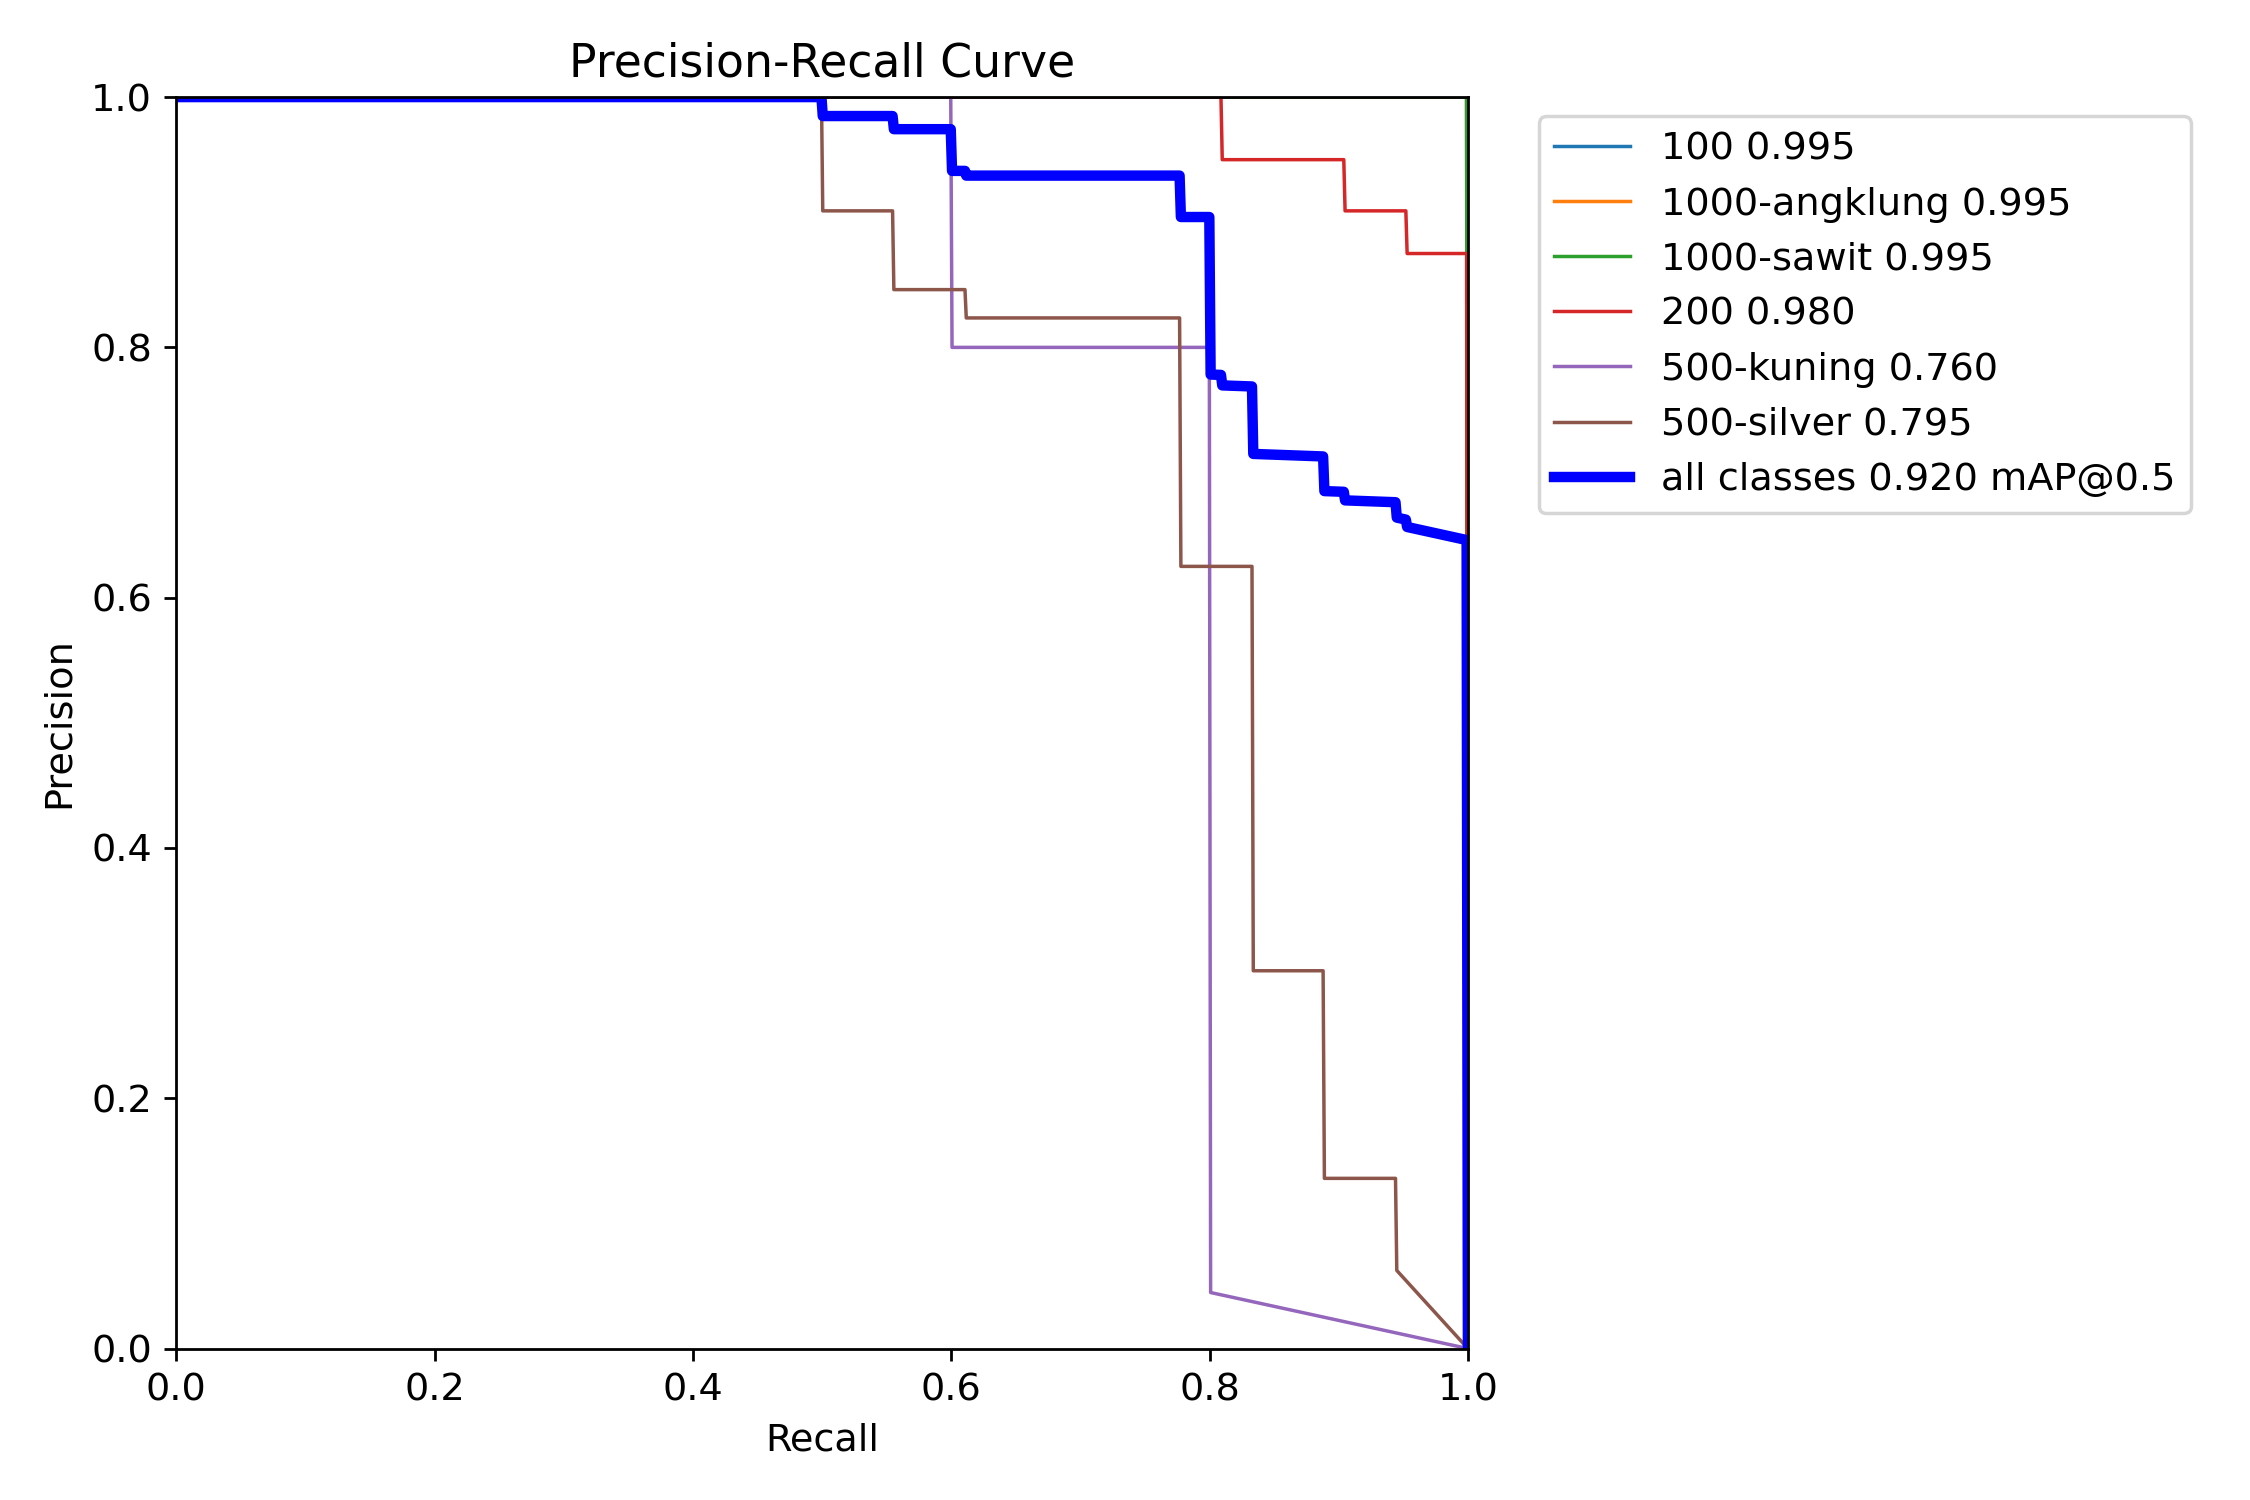 Precision-Recall Curve
1.0
0.8
0.6
0.4
0.2
0.0
Precision
0.0 0.2 0.4 0.6 0.8 1.0
Recall
100 0.995
1000-angklung 0.995
1000-sawit 0.995
200 0.980
500-kuning 0.760
500-silver 0.795
all classes 0.920 mAP@0.5